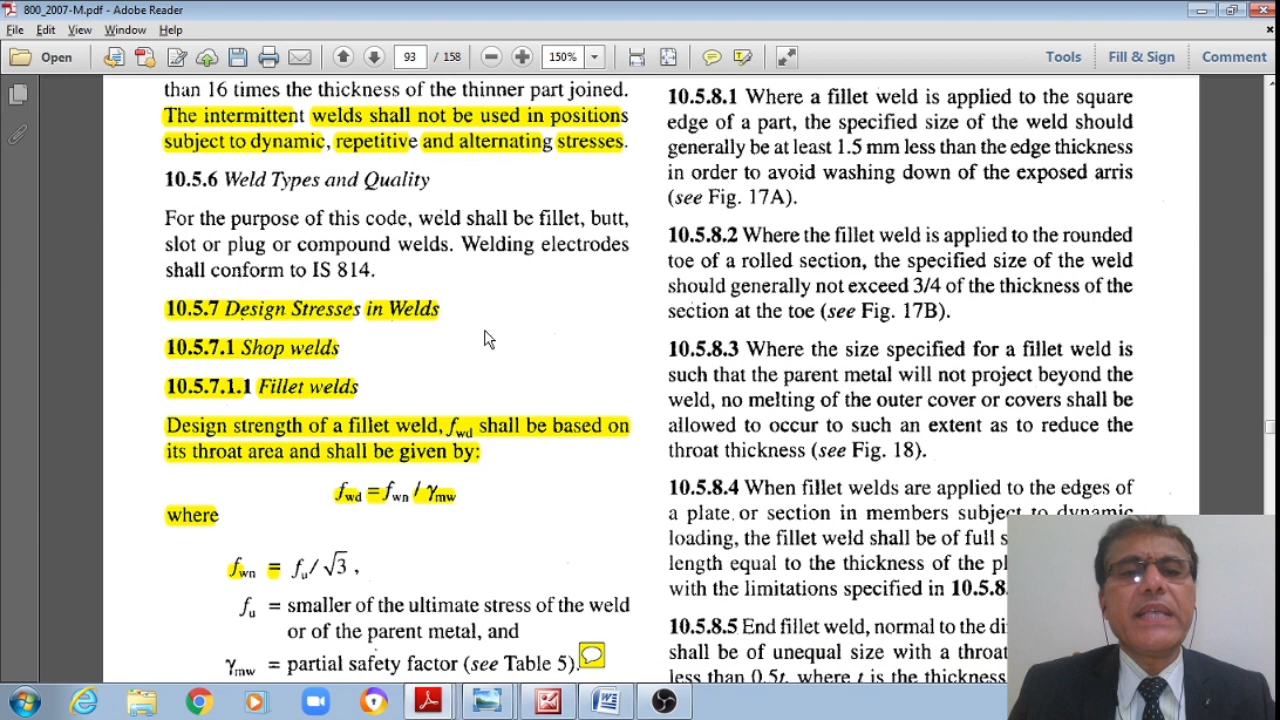 800_2007-M.pdf - Adobe Reader
File Edit View Window Help
Open 93 / 158 150% Tools Fill & Sign Comment
than 16 times the thickness of the thinner part joined.
The intermittent welds shall not be used in positions
subject to dynamic, repetitive and alternating stresses.
10.5.6 Weld Types and Quality
For the purpose of this code, weld shall be fillet, butt,
slot or plug or compound welds. Welding electrodes
shall conform to IS 814.
10.5.7 Design Stresses in Welds
10.5.7.1 Shop welds
10.5.7.1.1 Fillet welds
Design strength of a fillet weld, fwd shall be based on
its throat area and shall be given by:
fwd = fwn / γmw
where
fwn = fu/√3 ,
fu = smaller of the ultimate stress of the weld
or of the parent metal, and
γmw = partial safety factor (see Table 5).
10.5.8.1 Where a fillet weld is applied to the square
edge of a part, the specified size of the weld should
generally be at least 1.5 mm less than the edge thickness
in order to avoid washing down of the exposed arris
(see Fig. 17A).
10.5.8.2 Where the fillet weld is applied to the rounded
toe of a rolled section, the specified size of the weld
should generally not exceed 3/4 of the thickness of the
section at the toe (see Fig. 17B).
10.5.8.3 Where the size specified for a fillet weld is
such that the parent metal will not project beyond the
weld, no melting of the outer cover or covers shall be
allowed to occur to such an extent as to reduce the
throat thickness (see Fig. 18).
10.5.8.4 When fillet welds are applied to the edges of
a plate, or section in members subject to dynamic
loading, the fillet weld shall be of full
length equal to the thickness of the
with the limitations specified in 10.5.8.
10.5.8.5 End fillet weld, normal to the
shall be of unequal size with a
less than 0.5t, where t is the thickness